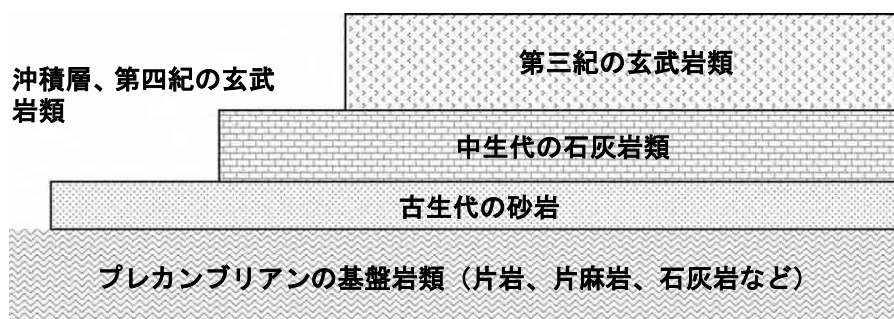 第三紀の玄武岩類
沖積層、第四紀の玄武
岩類
中生代の石灰岩類
古生代の砂岩
プレカンブリアンの基盤岩類（片岩、片麻岩、石灰岩など）